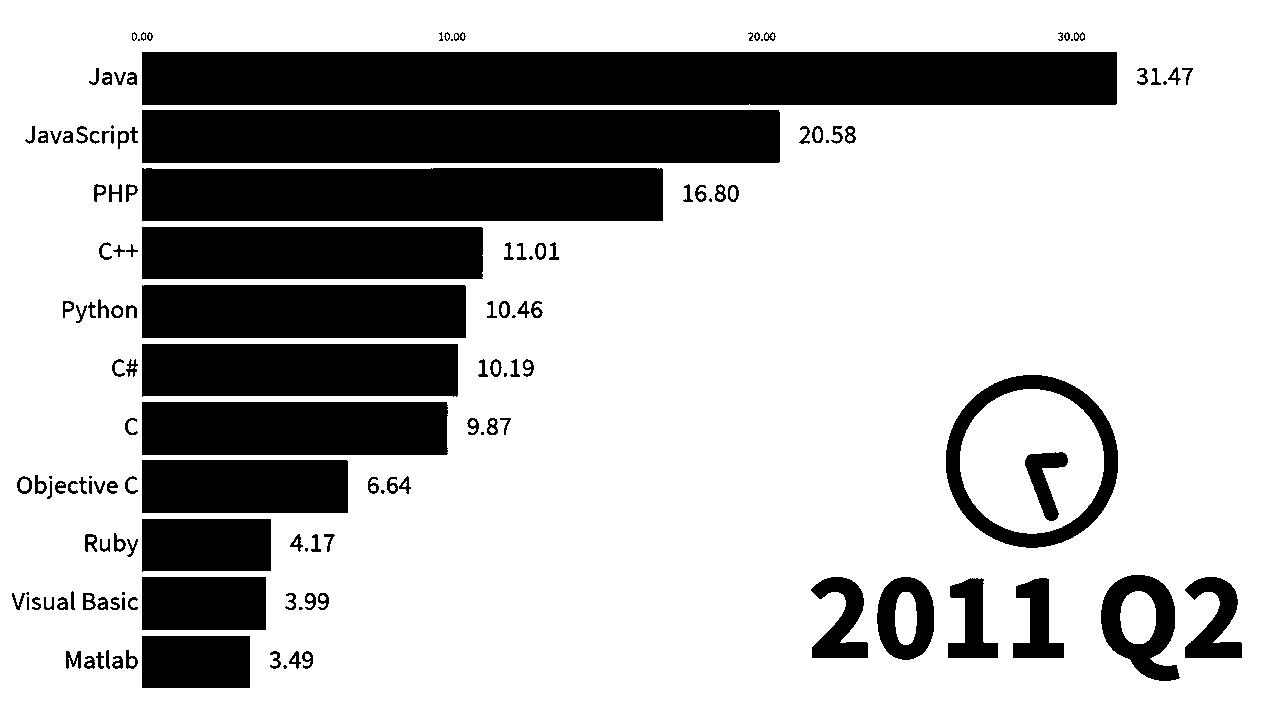 0.00 10.00 20.00 30.00
Java 31.47
JavaScript 20.58
PHP 16.80
C++ 11.01
Python 10.46
C# 10.19
C 9.87
Objective C 6.64
Ruby 4.17
Visual Basic 3.99
Matlab 3.49
2011 Q2